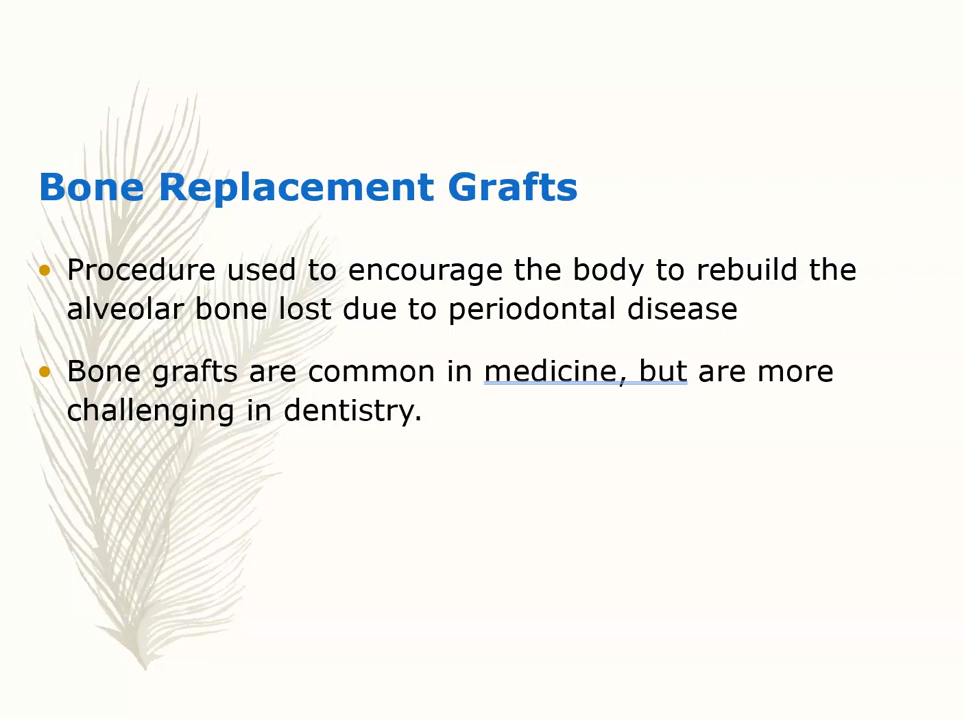 Bone Replacement Grafts
• Procedure used to encourage the body to rebuild the
alveolar bone lost due to periodontal disease
• Bone grafts are common in medicine, but are more
challenging in dentistry.